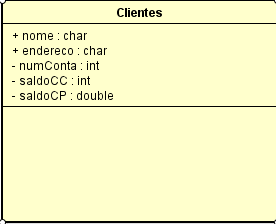 Clientes
+ nome : char
+ endereco : char
- numConta : int
- saldoCC : int
- saldoCP : double